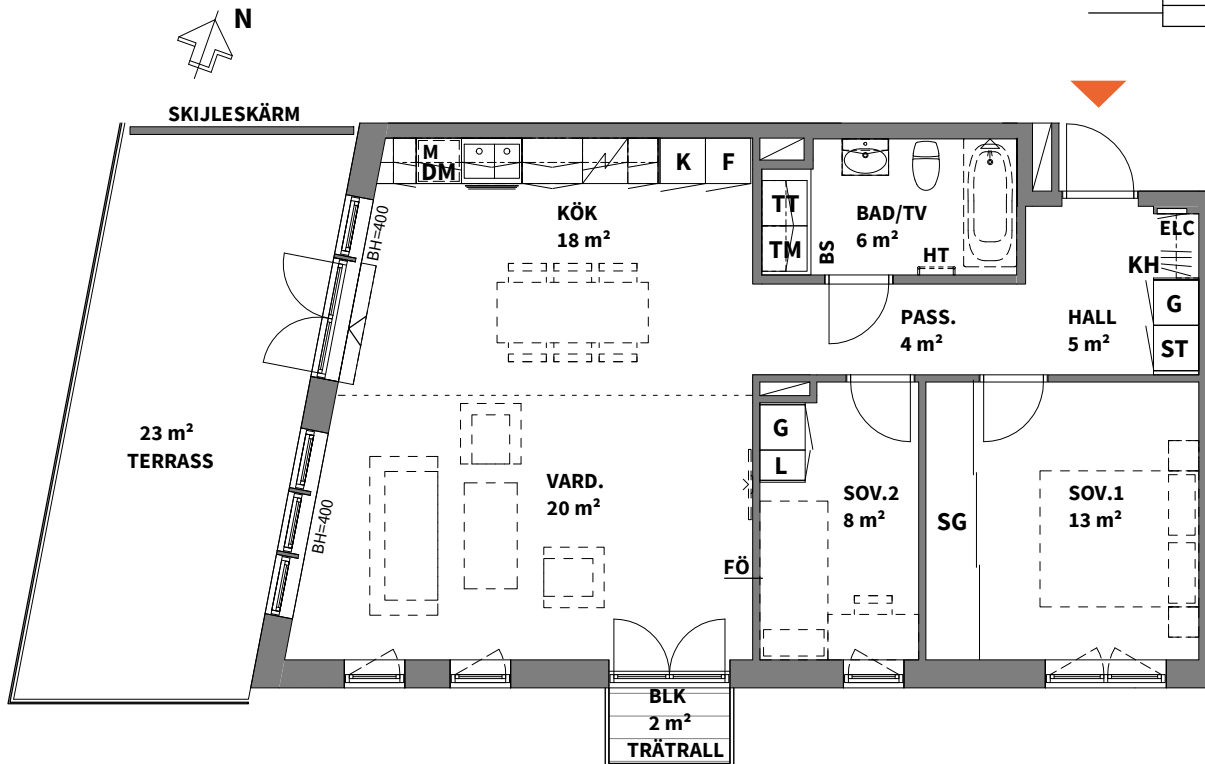 N
SKIJLESKÄRM
M
DM
K
F
KÖK
18 m²
BH=400
TT
TM
BS
BAD/TV
6 m²
HT
ELC
KH
G
ST
PASS.
4 m²
HALL
5 m²
23 m²
TERRASS
BH=400
VARD.
20 m²
G
L
SOV.2
8 m²
FÖ
SG
SOV.1
13 m²
BLK
2 m²
TRÄTRALL